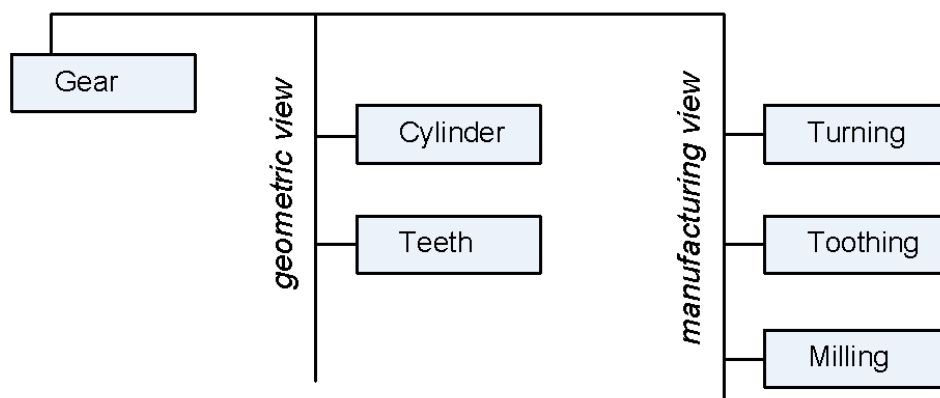 Gear
geometric view
Cylinder
Teeth
manufacturing view
Turning
Toothing
Milling